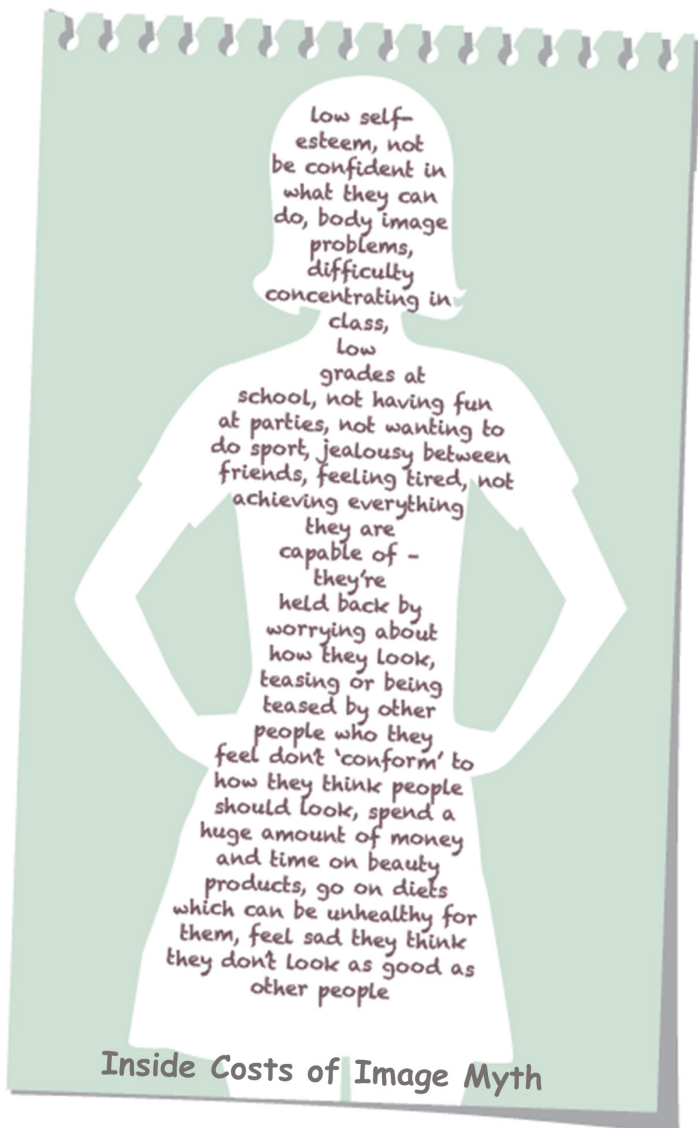 low self-
esteem, not
be confident in
what they can
do, body image
problems,
difficulty
concentrating in
class,
low
grades at
school, not having fun
at parties, not wanting to
do sport, jealousy between
friends, feeling tired, not
achieving everything
they are
capable of -
they're
held back by
worrying about
how they look,
teasing or being
teased by other
people who they
feel don't 'conform' to
how they think people
should look, spend a
huge amount of money
and time on beauty
products, go on diets
which can be unhealthy for
them, feel sad they think
they don't look as good as
other people
Inside Costs of Image Myth